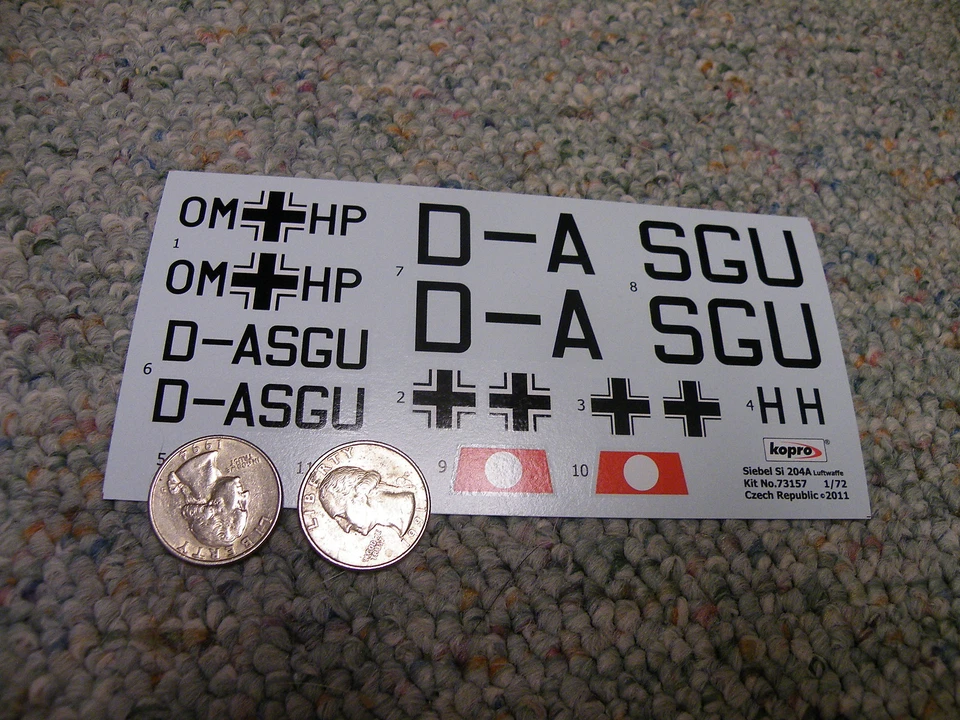 OM HP
1
OM HP
D-ASGU
6
D-ASGU
5
11
7
D-A
SGU
8
D-A
SGU
2
3
4
H H
9
10
kopro®
Siebel Si 204A Luftwaffe
Kit No.73157 1/72
Czech Republic ©2011
LIBERTY
LIBERTY